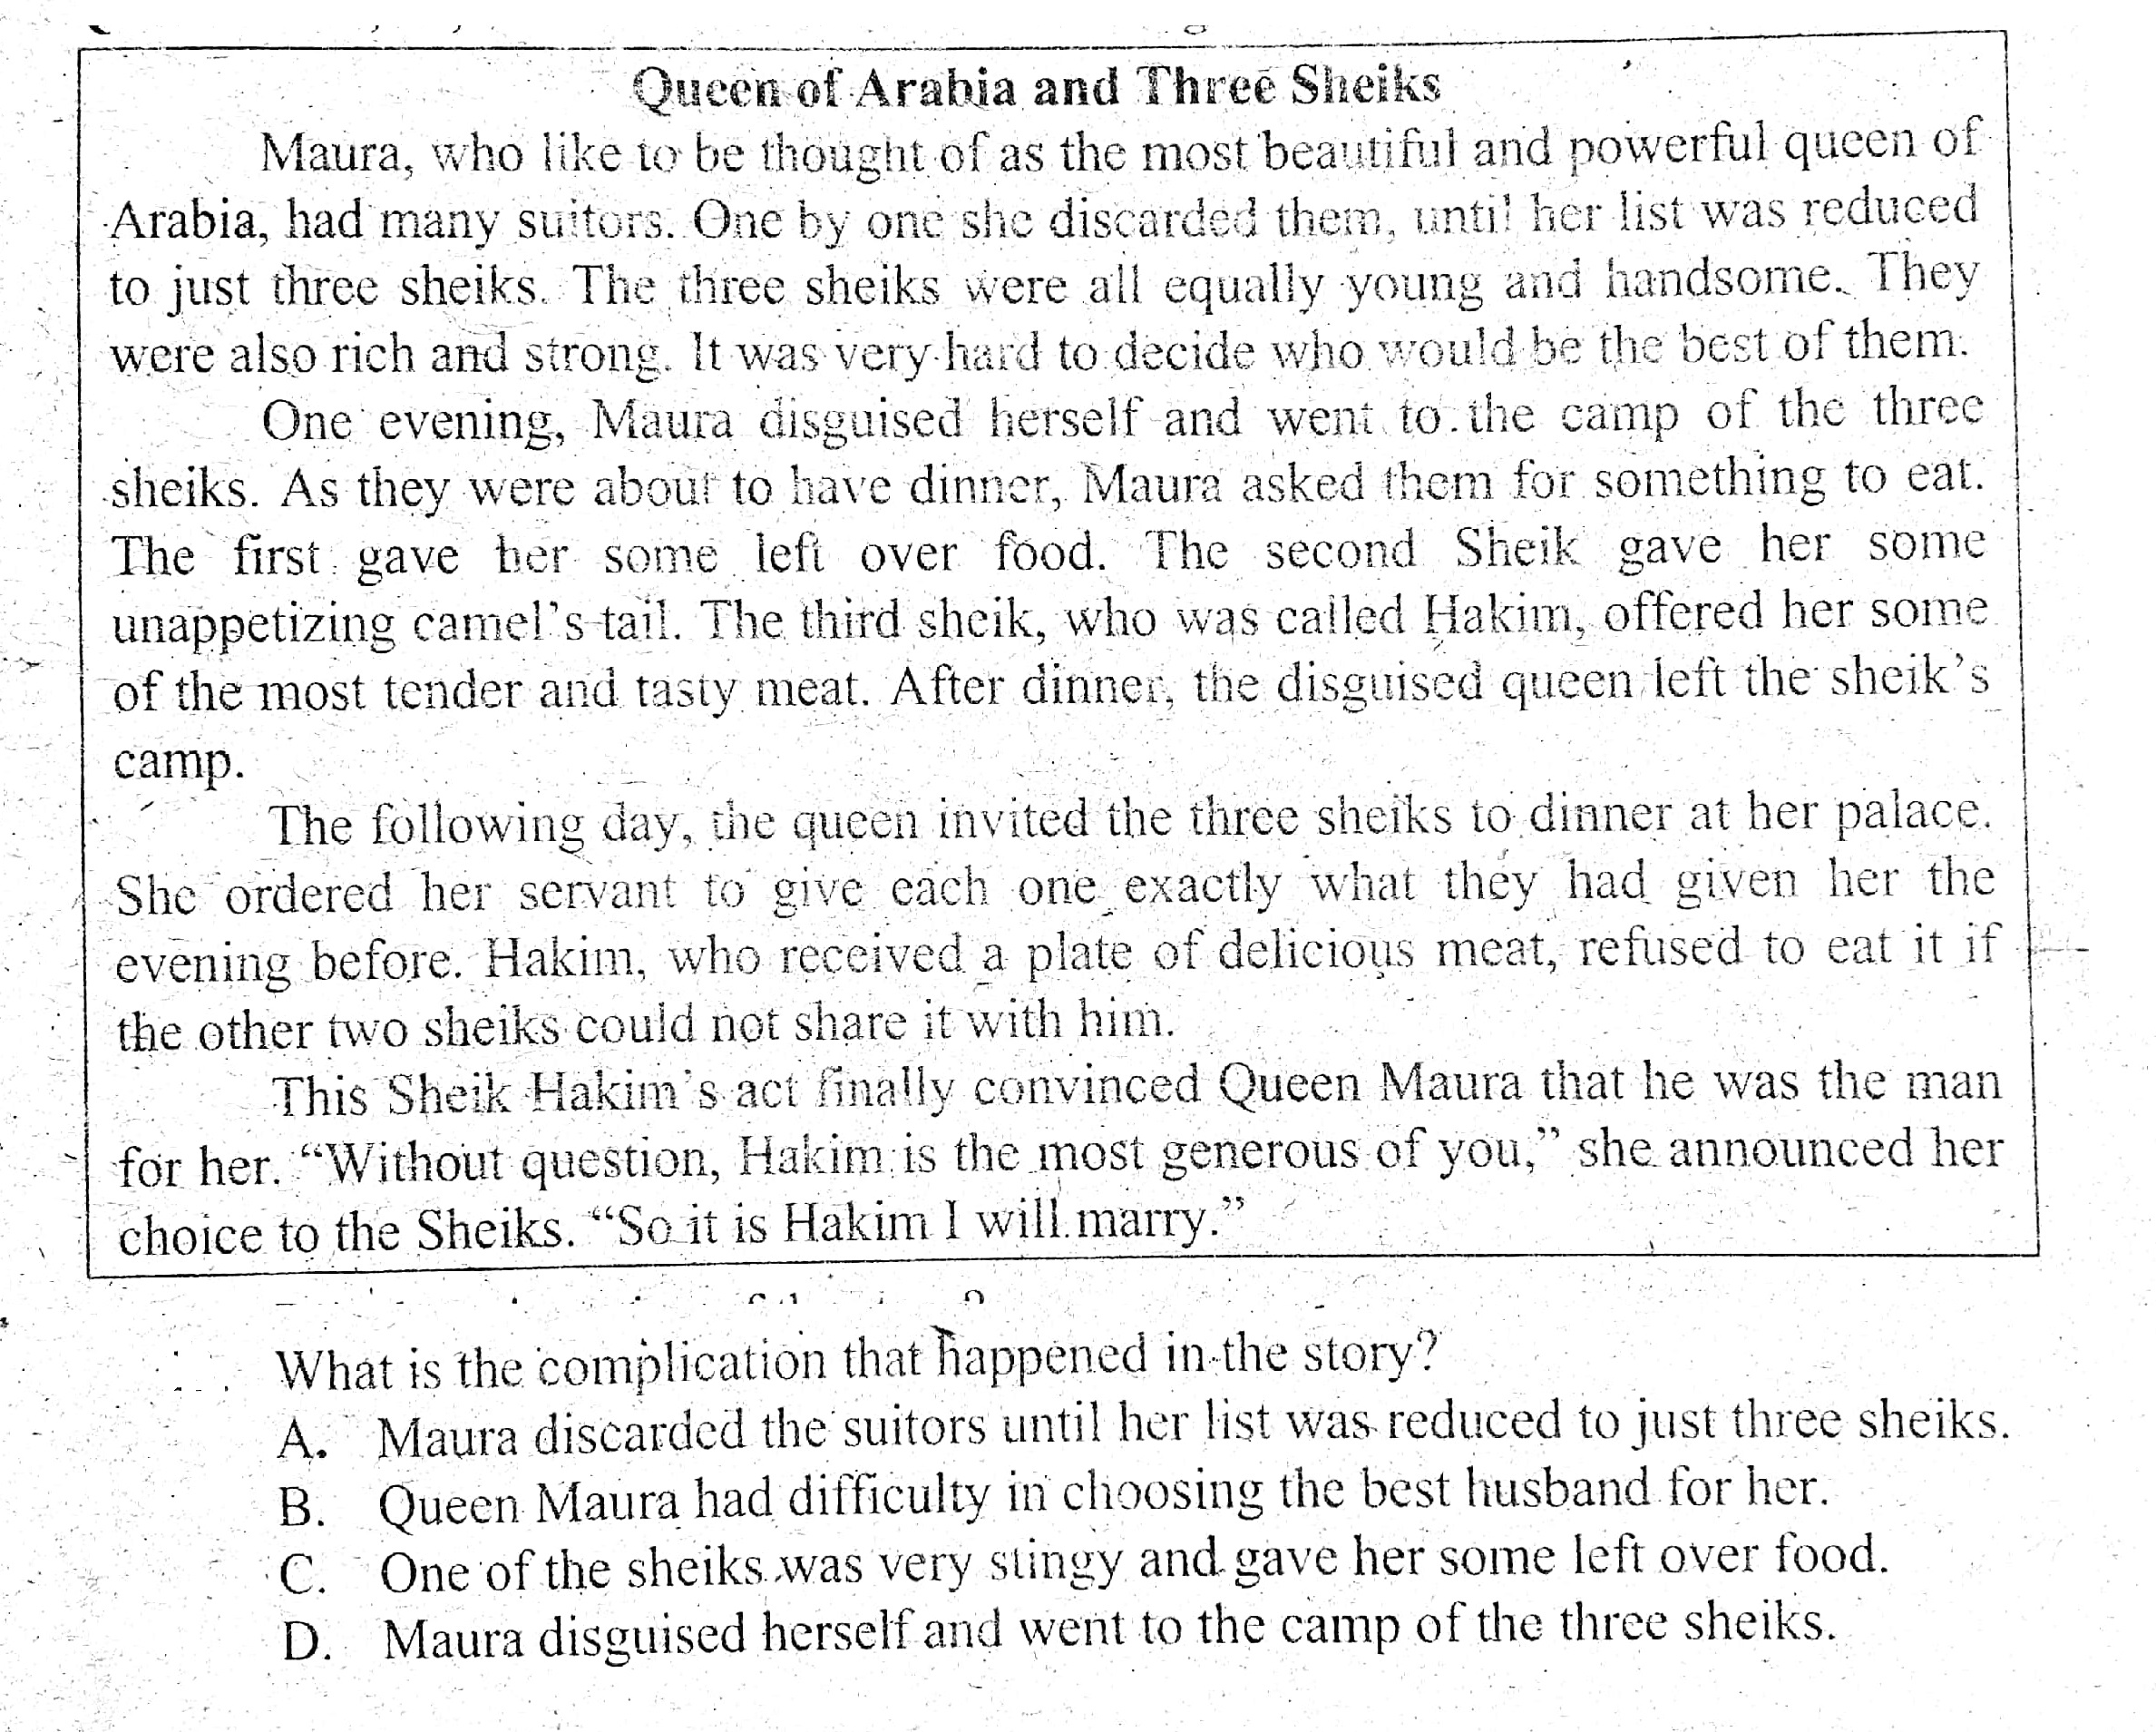 Queen of Arabia and Three Sheiks
Maura, who like to be thought of as the most beautiful and powerful queen of
Arabia, had many suitors. One by one she discarded them, until her list was reduced
to just three sheiks. The three sheiks were all equally young and handsome. They
were also rich and strong. It was very hard to decide who would be the best of them.
One evening, Maura disguised herself and went to the camp of the three
sheiks. As they were about to have dinner, Maura asked them for something to eat.
The first gave her some left over food. The second Sheik gave her some
unappetizing camel's tail. The third sheik, who was called Hakim, offered her some
of the most tender and tasty meat. After dinner, the disguised queen left the sheik's
camp.
The following day, the queen invited the three sheiks to dinner at her palace.
She ordered her servant to give each one exactly what they had given her the
evening before. Hakim, who received a plate of delicious meat, refused to eat it if
the other two sheiks could not share it with him.
This Sheik Hakim's act finally convinced Queen Maura that he was the man
for her. “Without question, Hakim is the most generous of you,” she announced her
choice to the Sheiks. “So it is Hakim I will marry.”
What is the complication that happened in the story?
A. Maura discarded the suitors until her list was reduced to just three sheiks.
B. Queen Maura had difficulty in choosing the best husband for her.
C. One of the sheiks was very stingy and gave her some left over food.
D. Maura disguised herself and went to the camp of the three sheiks.